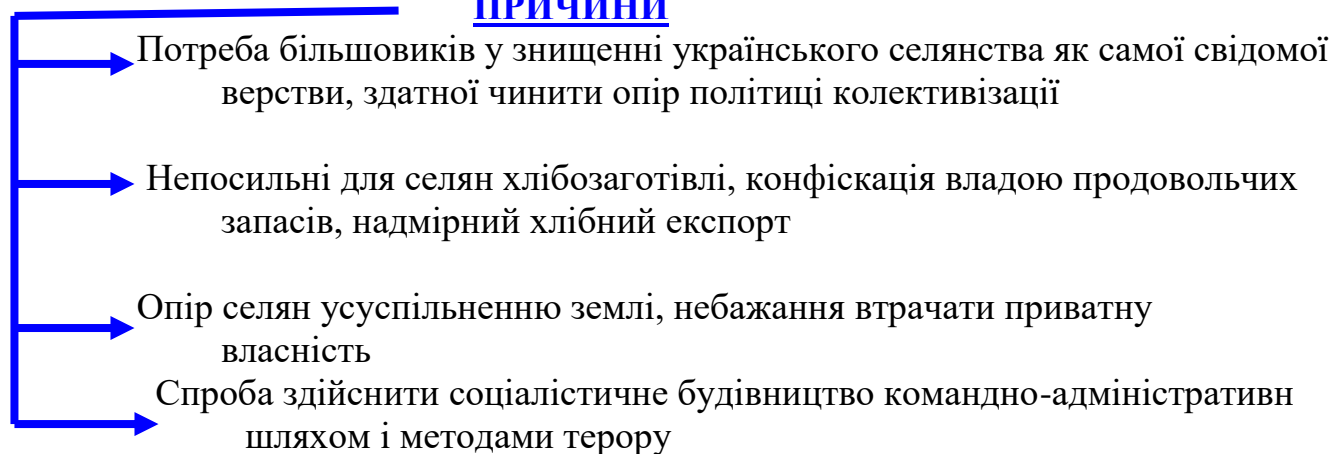 ПРИЧИНИ
Потреба більшовиків у знищенні українського селянства як самої свідомої
верстви, здатної чинити опір політиці колективізації
Непосильні для селян хлібозаготівлі, конфіскація владою продовольчих
запасів, надмірний хлібний експорт
Опір селян усуспільненню землі, небажання втрачати приватну
власність
Спроба здійснити соціалістичне будівництво командно-адміністративн
шляхом і методами терору